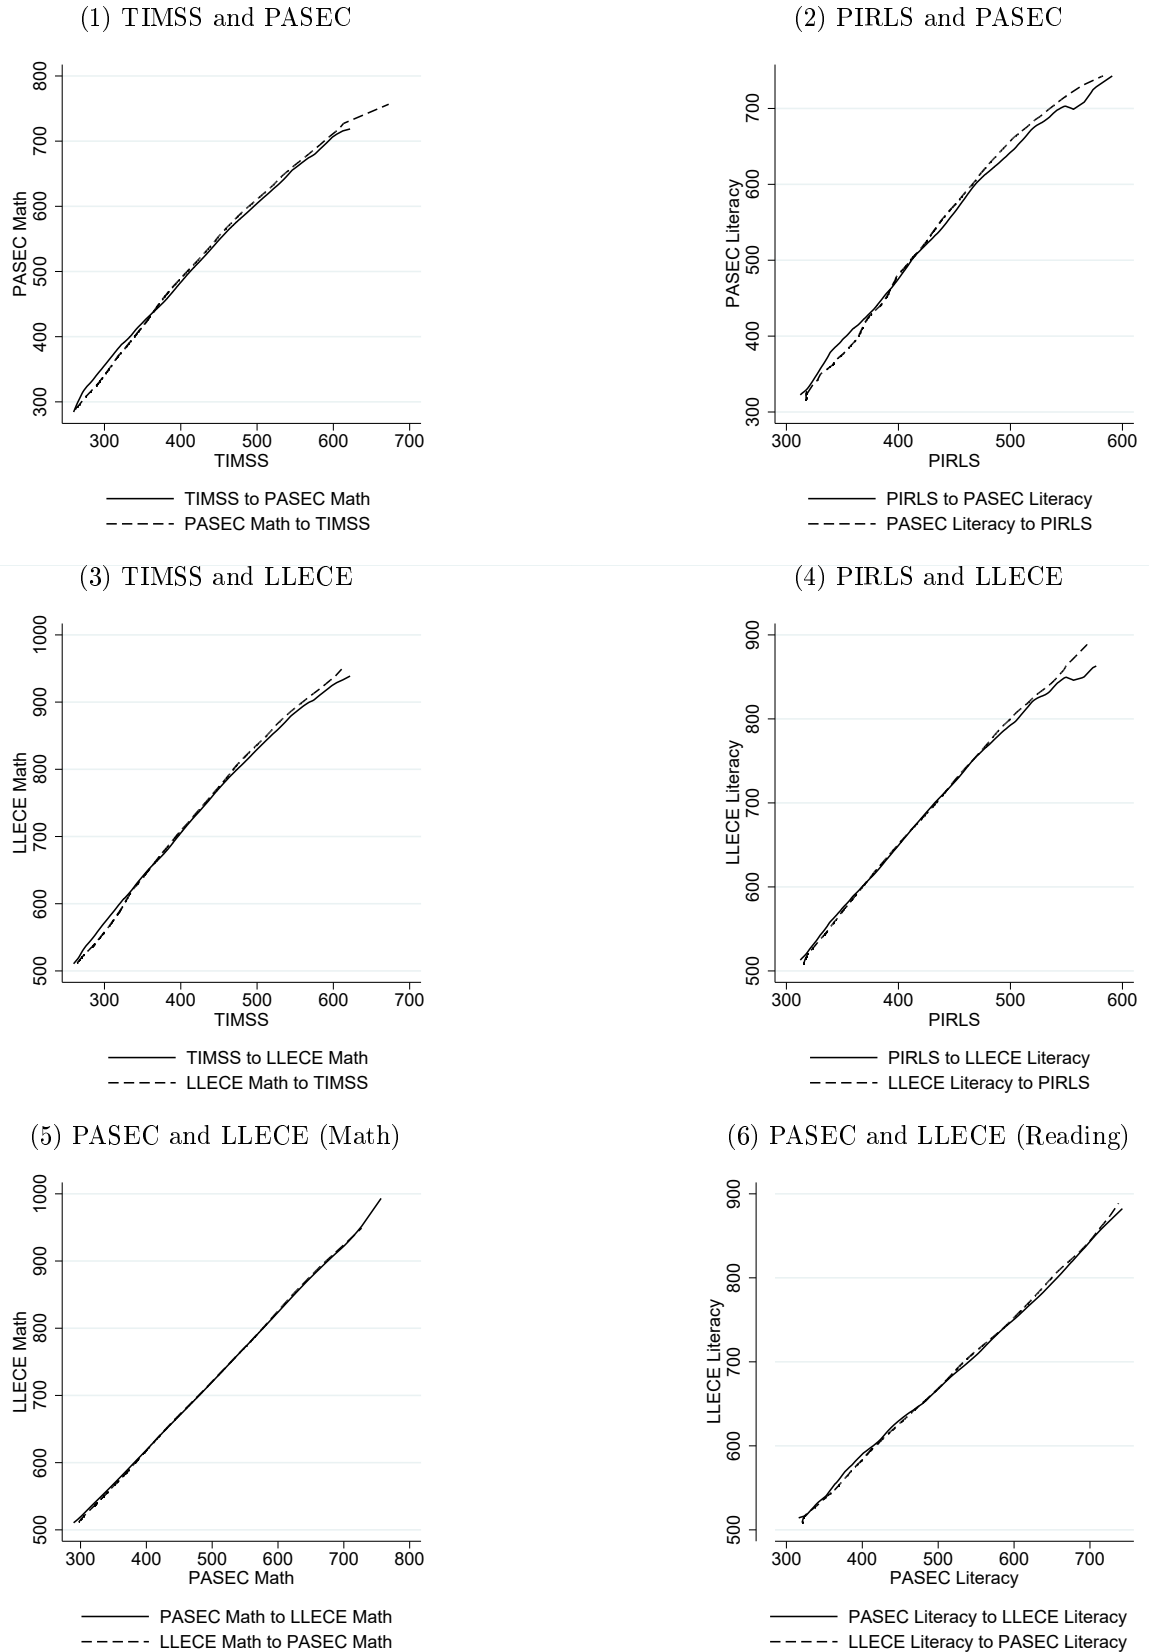 (1) TIMSS and PASEC
800
700
600
500
400
300
PASEC Math
300 400 500 600 700
TIMSS
TIMSS to PASEC Math
PASEC Math to TIMSS
(2) PIRLS and PASEC
700
600
500
400
300
PASEC Literacy
300 400 500 600
PIRLS
PIRLS to PASEC Literacy
PASEC Literacy to PIRLS
(3) TIMSS and LLECE
1000
900
800
700
600
500
LLECE Math
300 400 500 600 700
TIMSS
TIMSS to LLECE Math
LLECE Math to TIMSS
(4) PIRLS and LLECE
900
800
700
600
500
LLECE Literacy
300 400 500 600
PIRLS
PIRLS to LLECE Literacy
LLECE Literacy to PIRLS
(5) PASEC and LLECE (Math)
1000
900
800
700
600
500
LLECE Math
300 400 500 600 700 800
PASEC Math
PASEC Math to LLECE Math
LLECE Math to PASEC Math
(6) PASEC and LLECE (Reading)
900
800
700
600
500
LLECE Literacy
300 400 500 600 700
PASEC Literacy
PASEC Literacy to LLECE Literacy
LLECE Literacy to PASEC Literacy